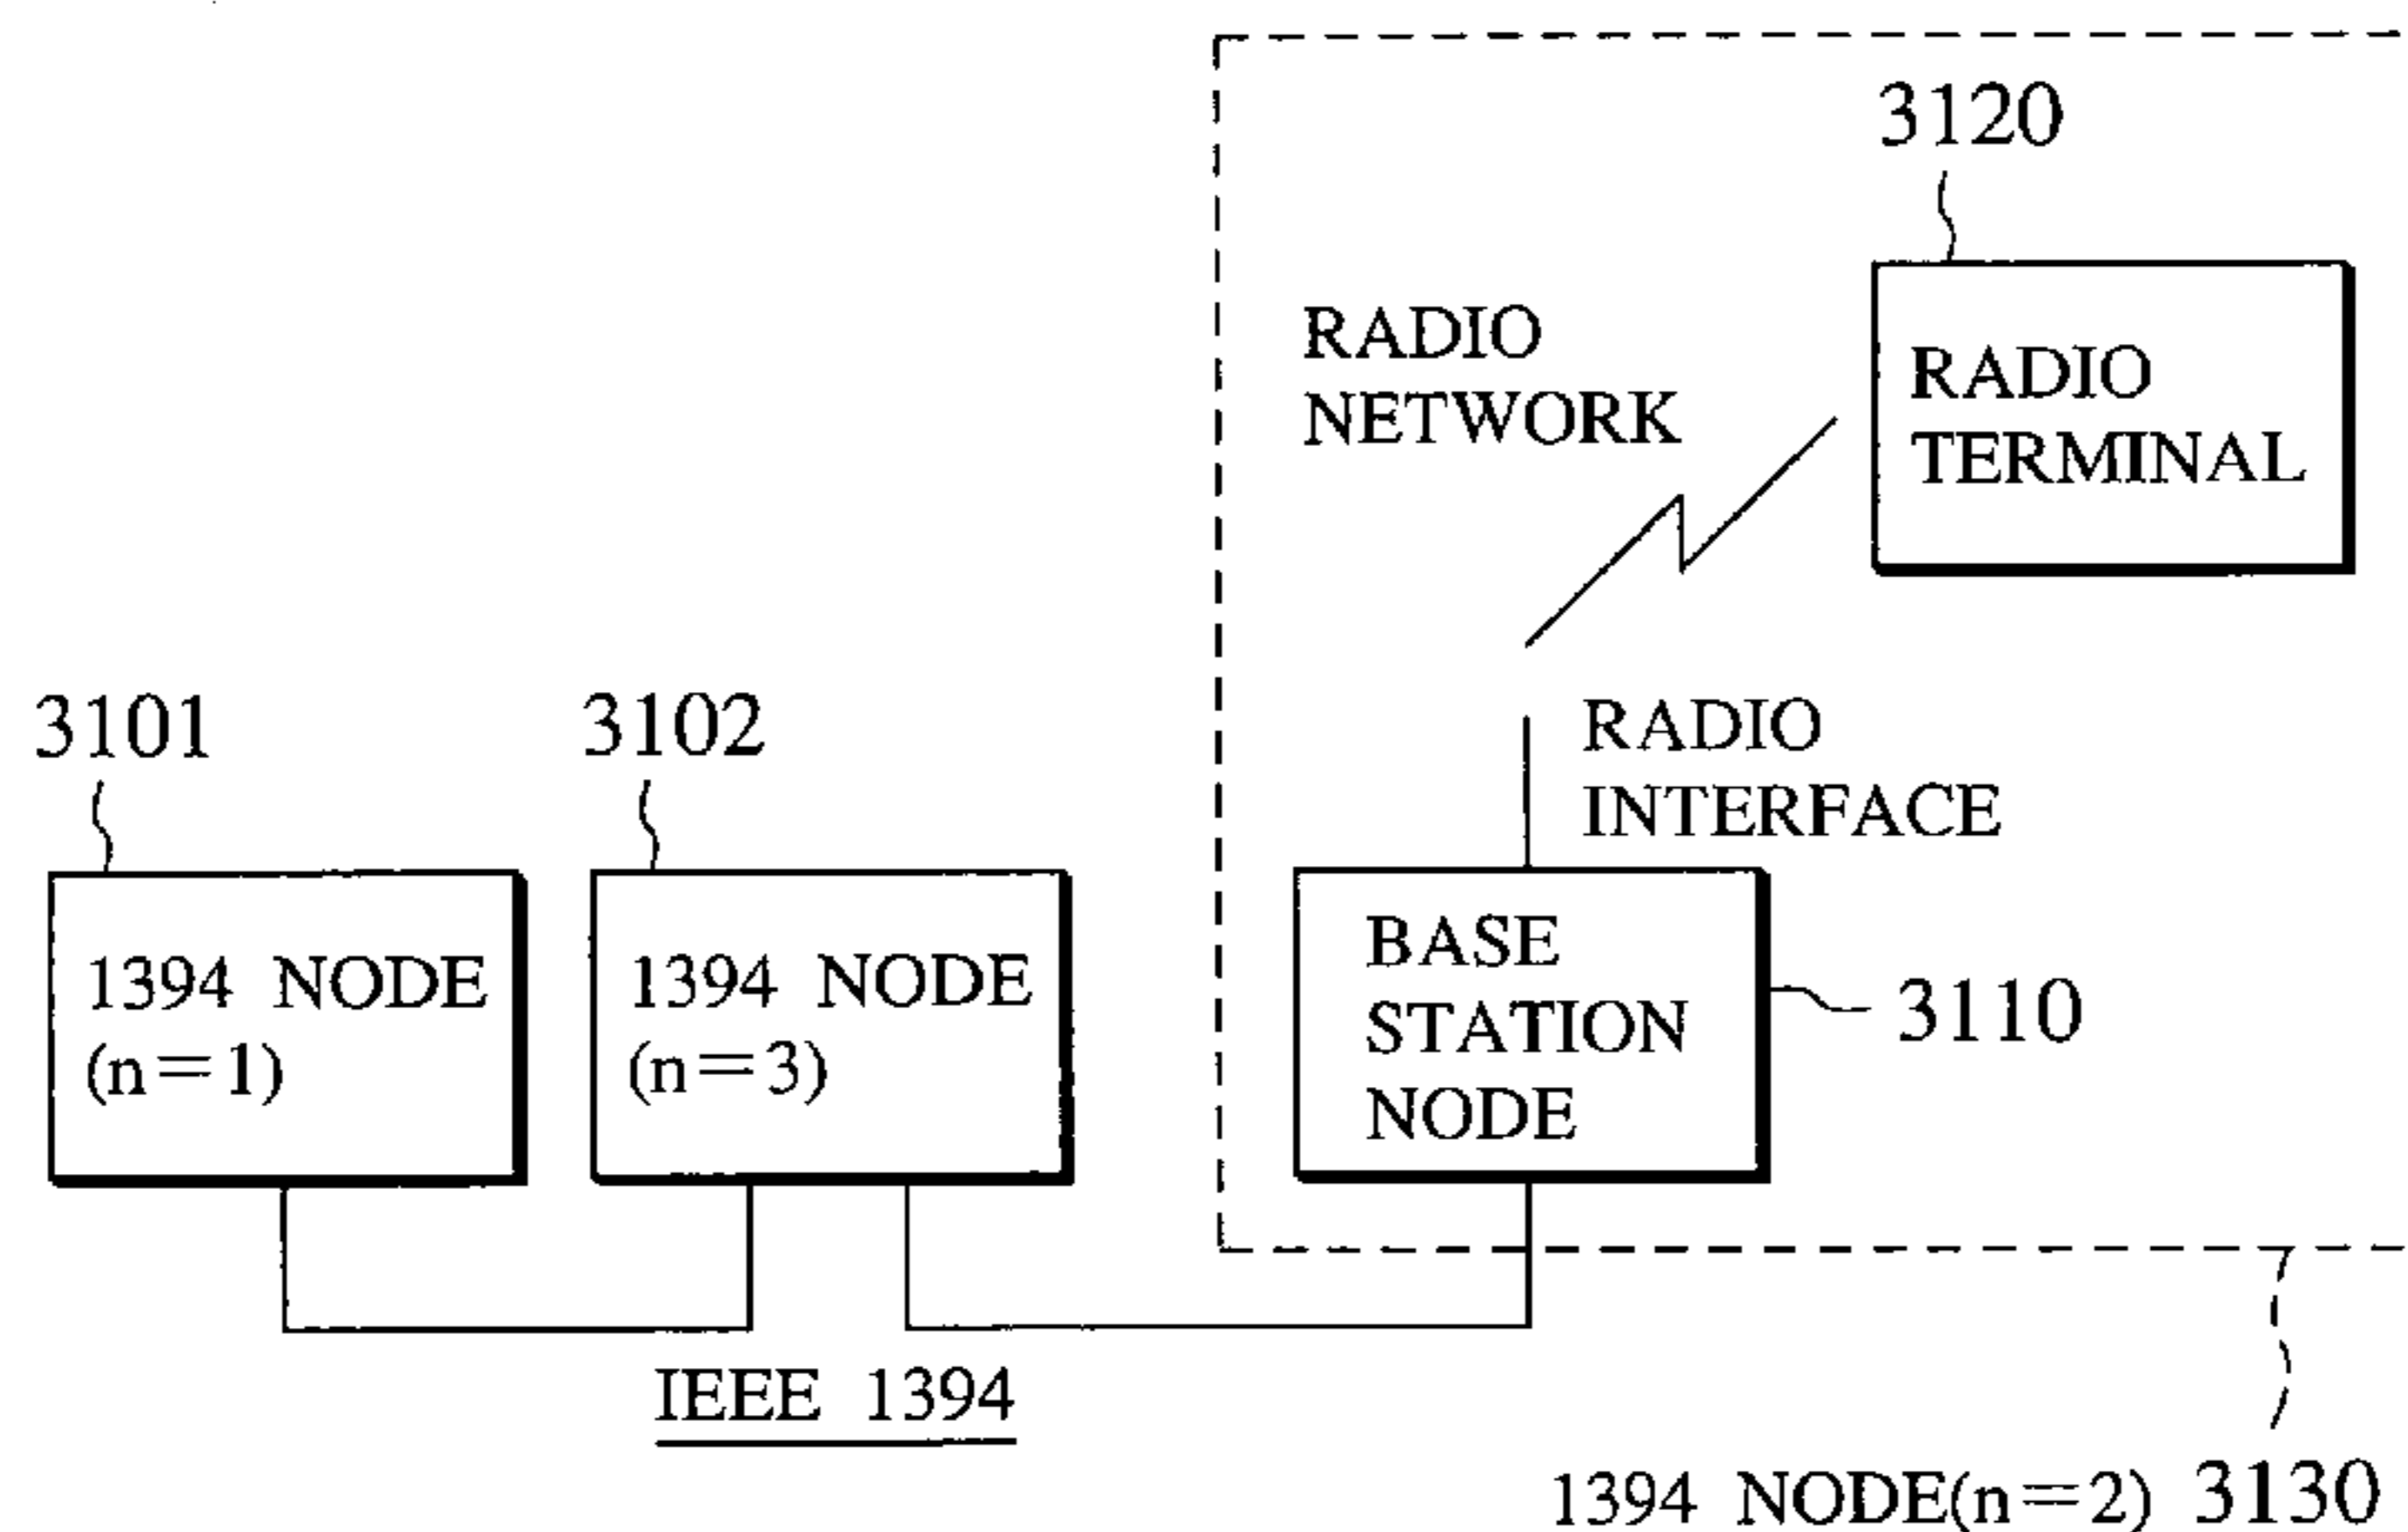 3120
RADIO
NETWORK
RADIO
TERMINAL
3101
3102
RADIO
INTERFACE
1394 NODE
(n=1)
1394 NODE
(n=3)
BASE
STATION
NODE
3110
IEEE 1394
1394 NODE(n=2) 3130